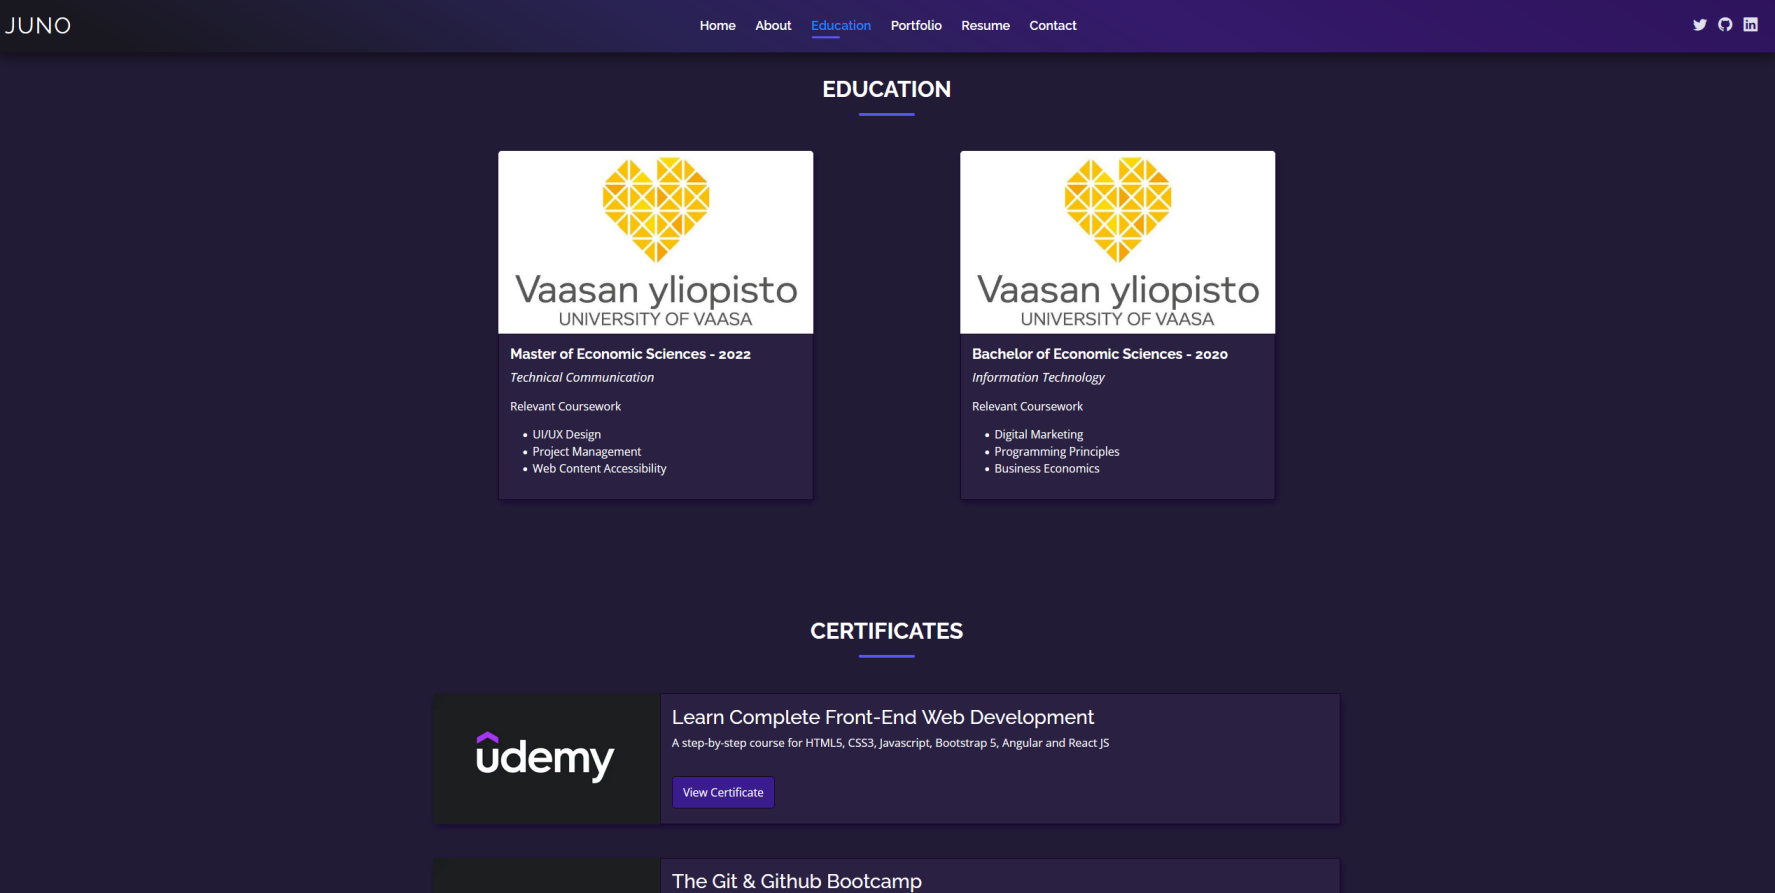 JUNO
Home About Education Portfolio Resume Contact
EDUCATION
Vaasan yliopisto
UNIVERSITY OF VAASA
Master of Economic Sciences - 2022
Technical Communication
Relevant Coursework
UI/UX Design
Project Management
Web Content Accessibility
Vaasan yliopisto
UNIVERSITY OF VAASA
Bachelor of Economic Sciences - 2020
Information Technology
Relevant Coursework
Digital Marketing
Programming Principles
Business Economics
CERTIFICATES
udemy
Learn Complete Front-End Web Development
A step-by-step course for HTML5, CSS3, Javascript, Bootstrap 5, Angular and React JS
View Certificate
The Git & Github Bootcamp